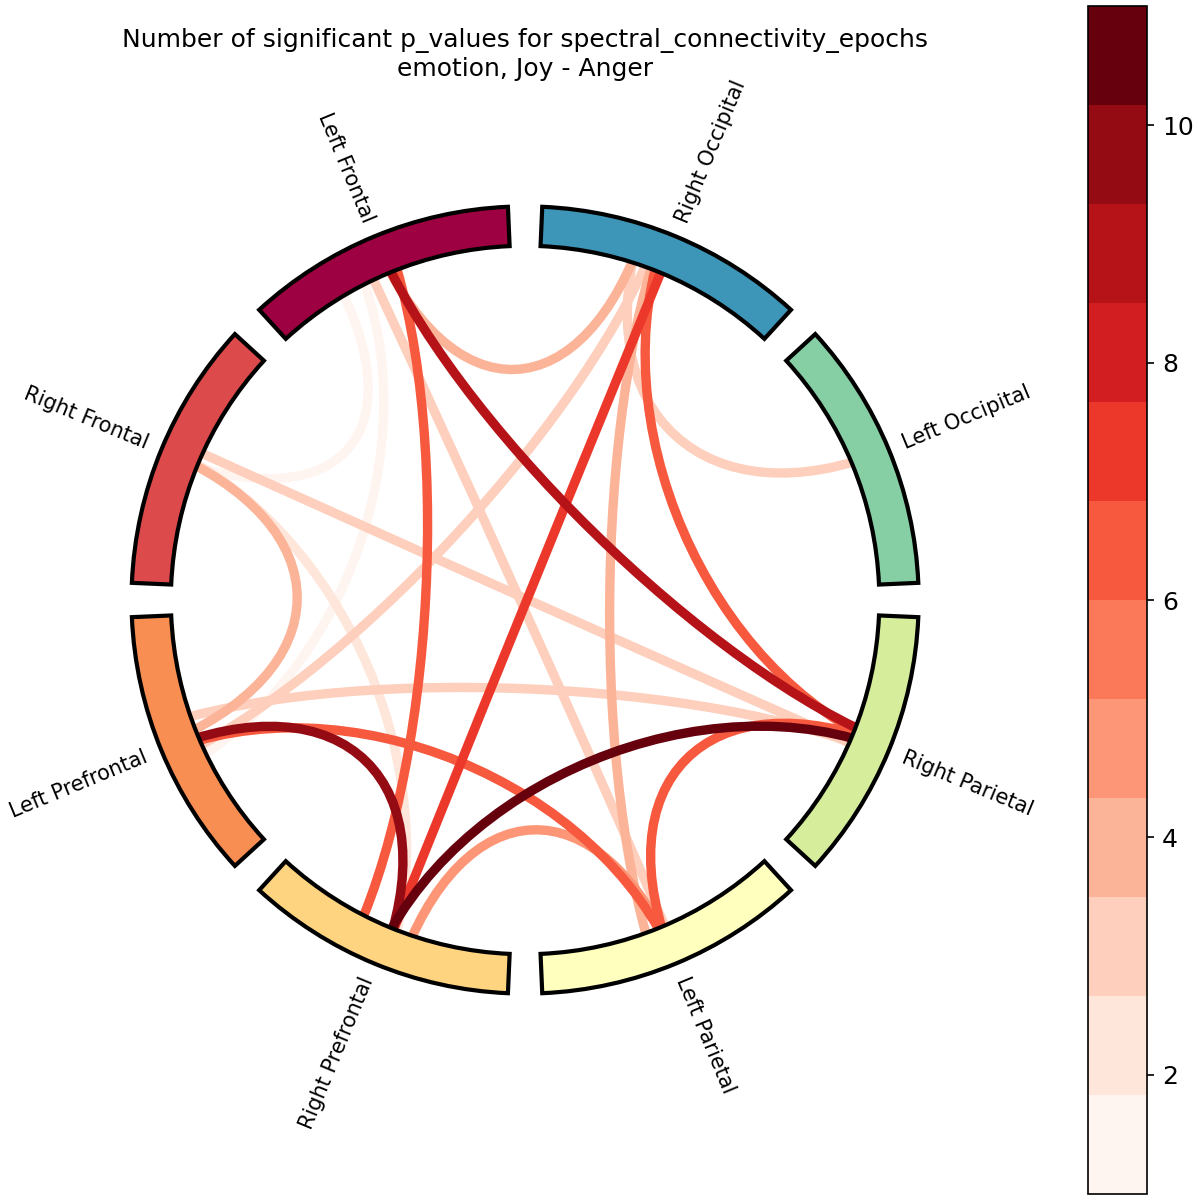 Number of significant p_values for spectral_connectivity_epochs
emotion, Joy - Anger
Left Frontal
Right Occipital
Right Frontal
Left Occipital
Left Prefrontal
Right Parietal
Right Prefrontal
Left Parietal
10
8
6
4
2